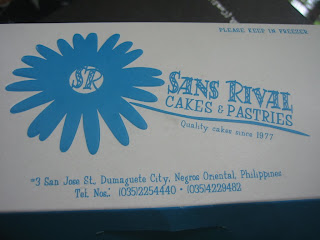 PLEASE KEEP IN FREEZER
SR
SANS RIVAL
CAKES & PASTRIES
Quality cakes since 1977
#3 San Jose St., Dumaguete City, Negros Oriental, Philippines
Tel. Nos.: (035)2254440 • (035)4229482